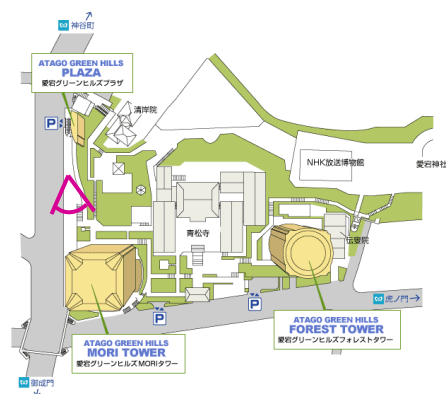 神谷町
ATAGO GREEN HILLS
PLAZA
愛宕グリーンヒルズプラザ
清岸院
P
NHK放送博物館
愛宕神社
青松寺
伝叟院
虎ノ門
P
P
ATAGO GREEN HILLS
FOREST TOWER
愛宕グリーンヒルズフォレストタワー
ATAGO GREEN HILLS
MORI TOWER
愛宕グリーンヒルズMORIタワー
御成門